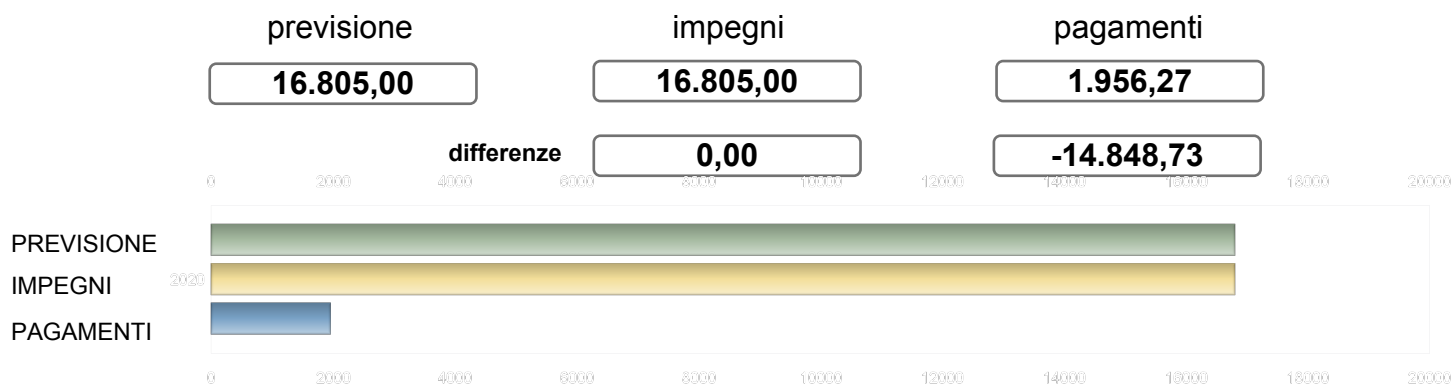 previsione impegni pagamenti
16.805,00 16.805,00 1.956,27
differenze 0,00 -14.848,73
0 2000 4000 6000 8000 10000 12000 14000 16000 18000 20000
PREVISIONE
IMPEGNI 2020
PAGAMENTI
0 2000 4000 6000 8000 10000 12000 14000 16000 18000 20000